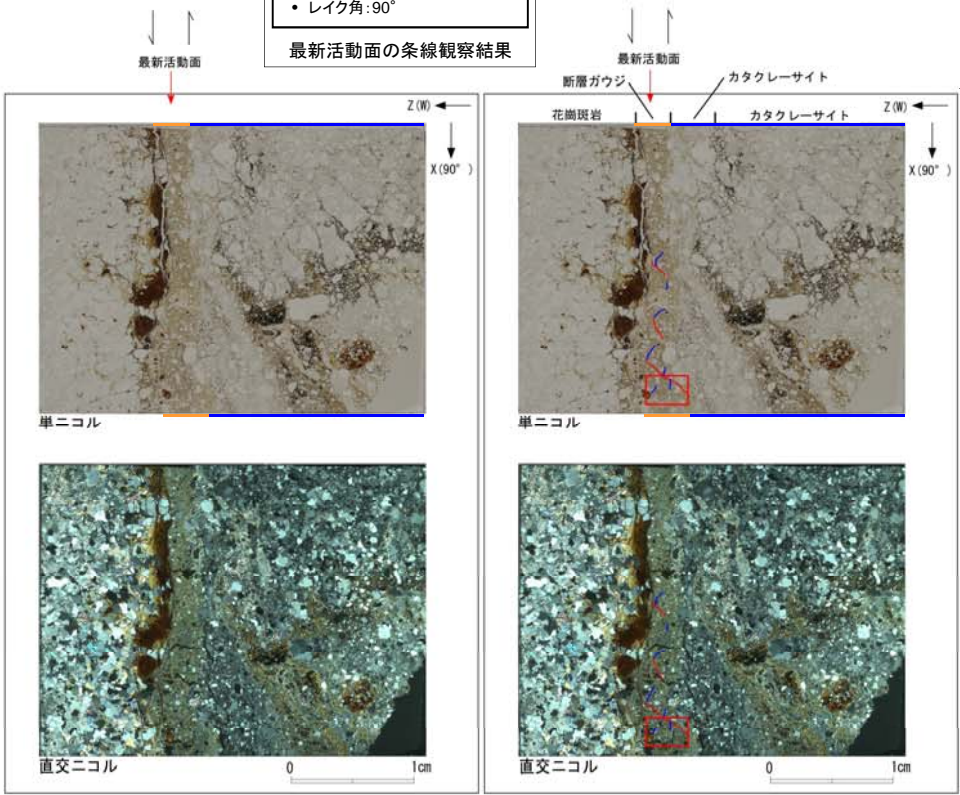 • レイク角:90°
最新活動面の条線観察結果
最新活動面
Z(W)
X(90°)
単ニコル
直交ニコル
0 1cm
最新活動面
断層ガウジ
カタクレーサイト
花崗斑岩
カタクレーサイト
Z(W)
X(90°)
単ニコル
直交ニコル
0 1cm